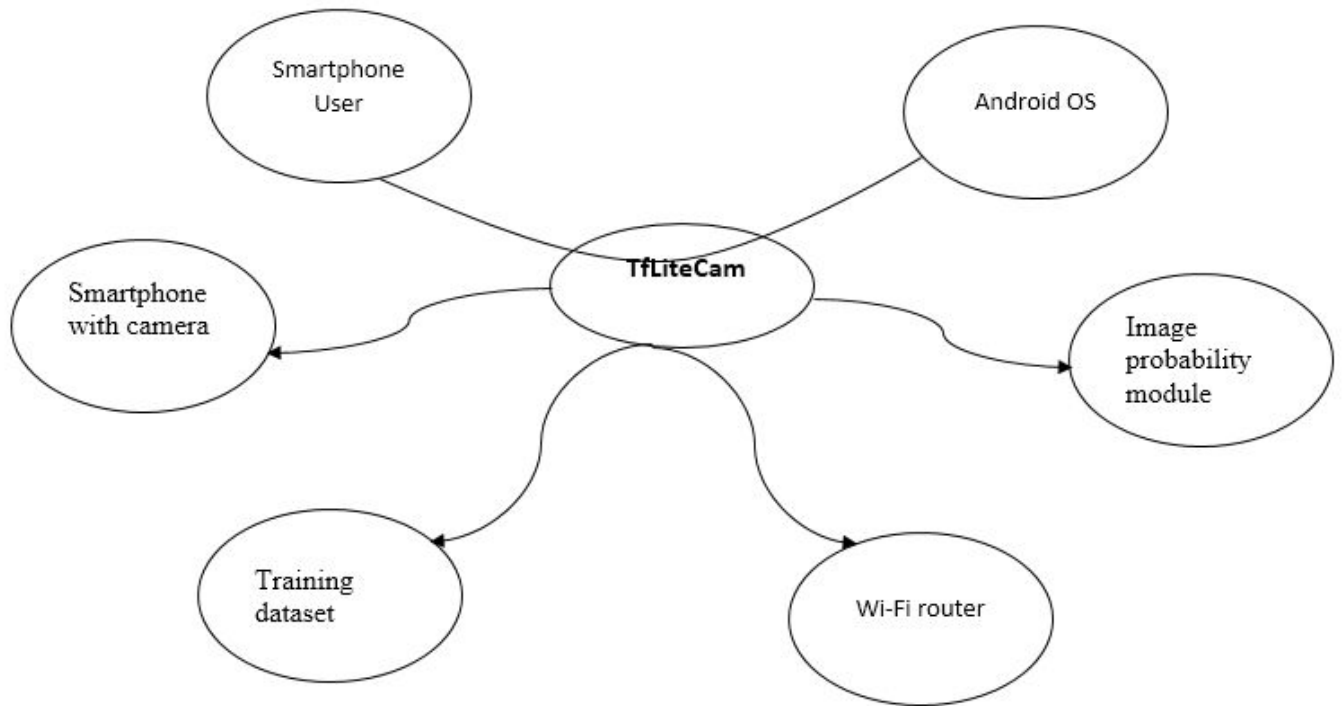 Smartphone
User
Android OS
TfLiteCam
Smartphone
with camera
Image
probability
module
Training
dataset
Wi-Fi router